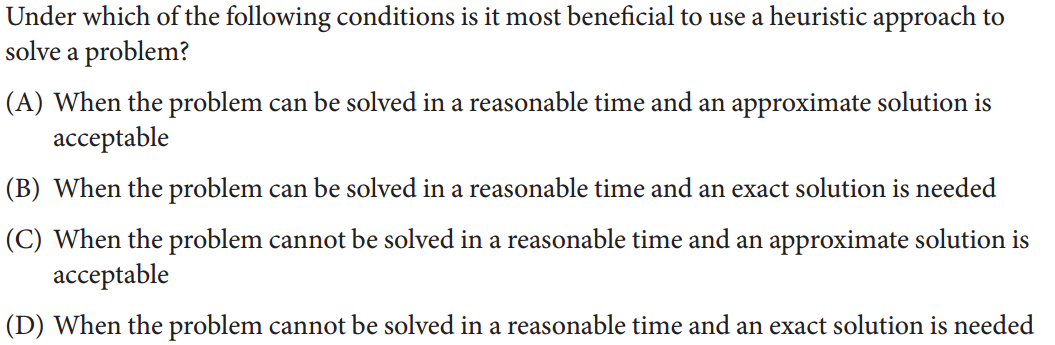 Under which of the following conditions is it most beneficial to use a heuristic approach to
solve a problem?
(A) When the problem can be solved in a reasonable time and an approximate solution is
acceptable
(B) When the problem can be solved in a reasonable time and an exact solution is needed
(C) When the problem cannot be solved in a reasonable time and an approximate solution is
acceptable
(D) When the problem cannot be solved in a reasonable time and an exact solution is needed